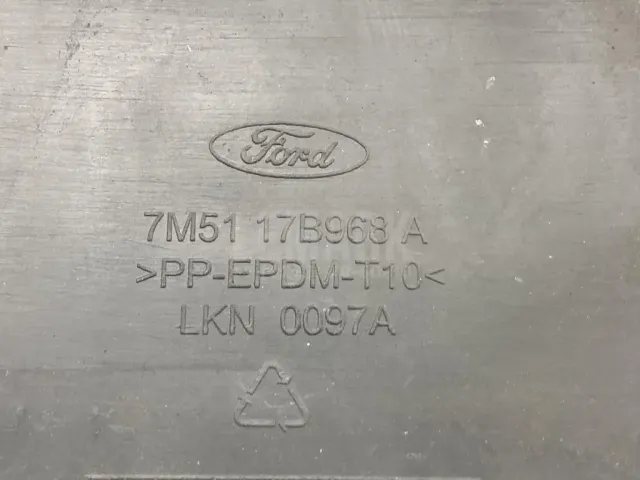 Ford
7M51 17B968 A
>PP-EPDM-T10<
LKN 0097A